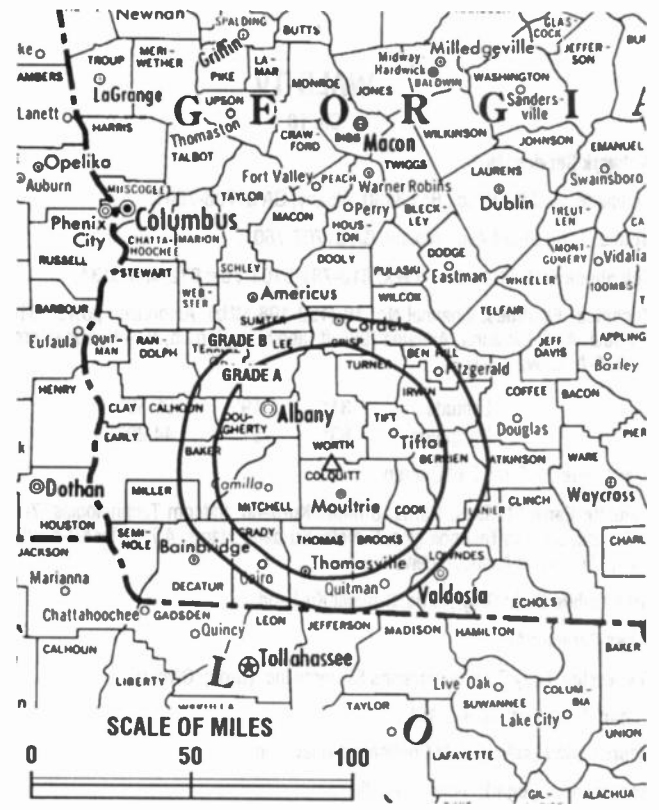 Newnan
SPALDING
BUTTS
GLAS-
COCK
JEFFER-
SON
Griffin
MERI-
WETHER
TROUP
PIKE
LA-
MAR
MONROE
JONES
Midway
Hardwick
Milledgeville
BALDWIN
WASHINGTON
Sanders-
ville
AMBERS
LaGrange
UPSON
Thomaston
GEORGI
Lanett
HARRIS
TALBOT
CRAW-
FORD
BIBB
Macon
WILKINSON
JOHNSON
EMANUEL
Opelika
Auburn
Fort Valley
PEACH
TWIGGS
Warner Robins
LAURENS
Dublin
Swainsboro
MUSCOGEE
Phenix
City
Columbus
TAYLOR
MACON
Perry
HOUS-
TON
BLECK-
LEY
TREUT-
LEN
CHATTA-
HOOCHEE
MARION
RUSSELL
STEWART
SCHLEY
DOOLY
PULASKI
DODGE
Eastman
MONT-
GOMERY
WHEELER
Vidalia
TOOMBS
WEB-
STER
Americus
SUMTER
WILCOX
TELFAIR
BARBOUR
Eufaula
QUIT-
MAN
RAN-
DOLPH
GRADE B
LEE
Cordele
CRISP
BEN HILL
Fitzgerald
JEFF
DAVIS
APPLING
Baxley
GRADE A
TURNER
HENRY
CLAY
CALHOUN
DOU-
GHERTY
Albany
IRWIN
COFFEE
BACON
EARLY
BAKER
WORTH
TIFT
Tifton
Douglas
COLQUITT
BERRIEN
ATKINSON
WARE
Dothan
MILLER
Camilla
MITCHELL
Moultrie
COOK
LANIER
CLINCH
Waycross
HOUSTON
SEMI-
NOLE
GRADY
THOMAS
BROOKS
JACKSON
Bainbridge
DECATUR
Cairo
Thomasville
Quitman
LOWNDES
Valdosta
Marianna
ECHOLS
Chattahoochee
GADSDEN
Quincy
LEON
JEFFERSON
MADISON
HAMILTON
BAKER
CALHOUN
LIBERTY
L
Tollahassee
Live Oak
SUWANNEE
COLUM-
BIA
Lake City
TAYLOR
O
UNION
LAFAYETTE
GIL-
ALACHUA
SCALE OF MILES
0 50 100